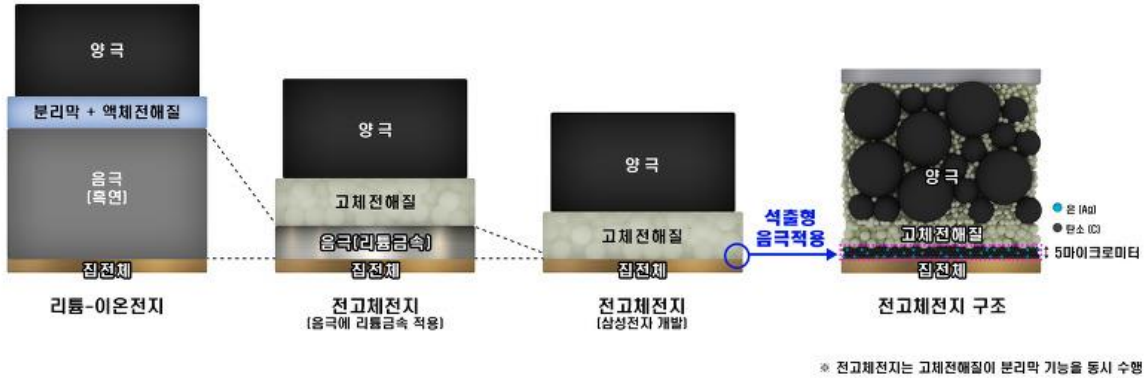 양극
분리막 + 액체전해질
음극
(흑연)
집전체
리튬-이온전지
양극
고체전해질
음극(리튬금속)
집전체
전고체전지
(음극에 리튬금속 적용)
양극
고체전해질
집전체
전고체전지
(삼성전자 개발)
석출형
음극적용
양극
고체전해질
집전체
은 (Ag)
탄소 (C)
5마이크로미터
전고체전지 구조
※ 전고체전지는 고체전해질이 분리막 기능을 동시 수행